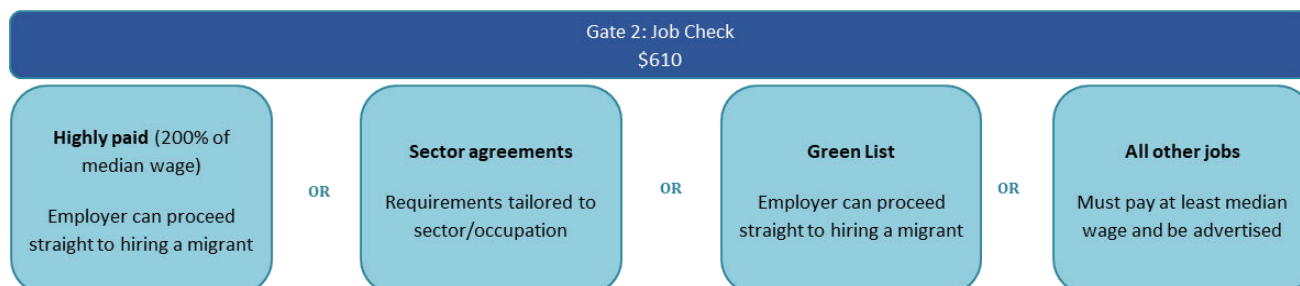 Gate 2: Job Check
$610
Highly paid (200% of
median wage)
Employer can proceed
straight to hiring a migrant
OR
Sector agreements
Requirements tailored to
sector/occupation
OR
Green List
Employer can proceed
straight to hiring a migrant
OR
All other jobs
Must pay at least median
wage and be advertised